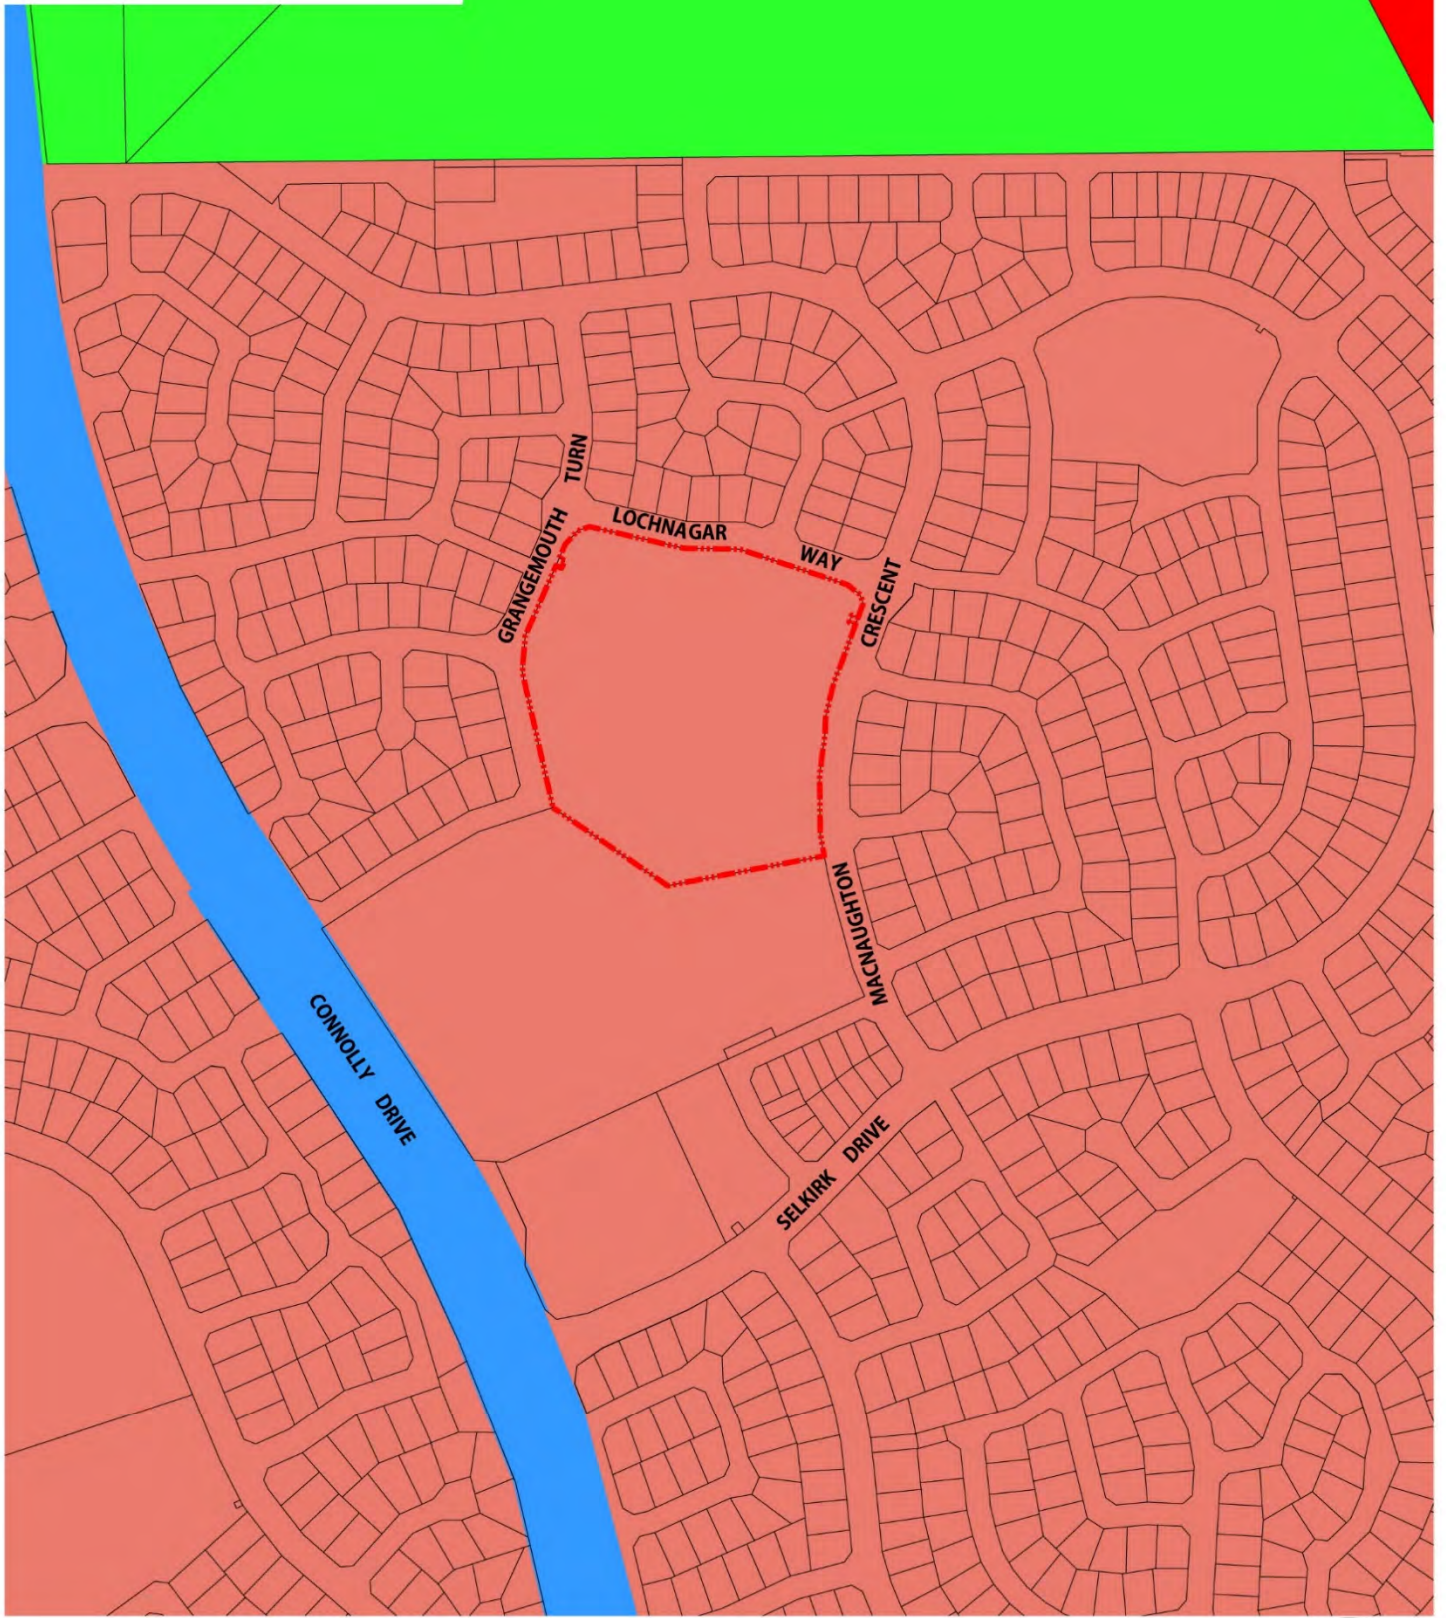 GRANGEMOUTH TURN
LOCHNAGAR WAY
MACNAUGHTON CRESCENT
CONNOLLY DRIVE
SELKIRK DRIVE